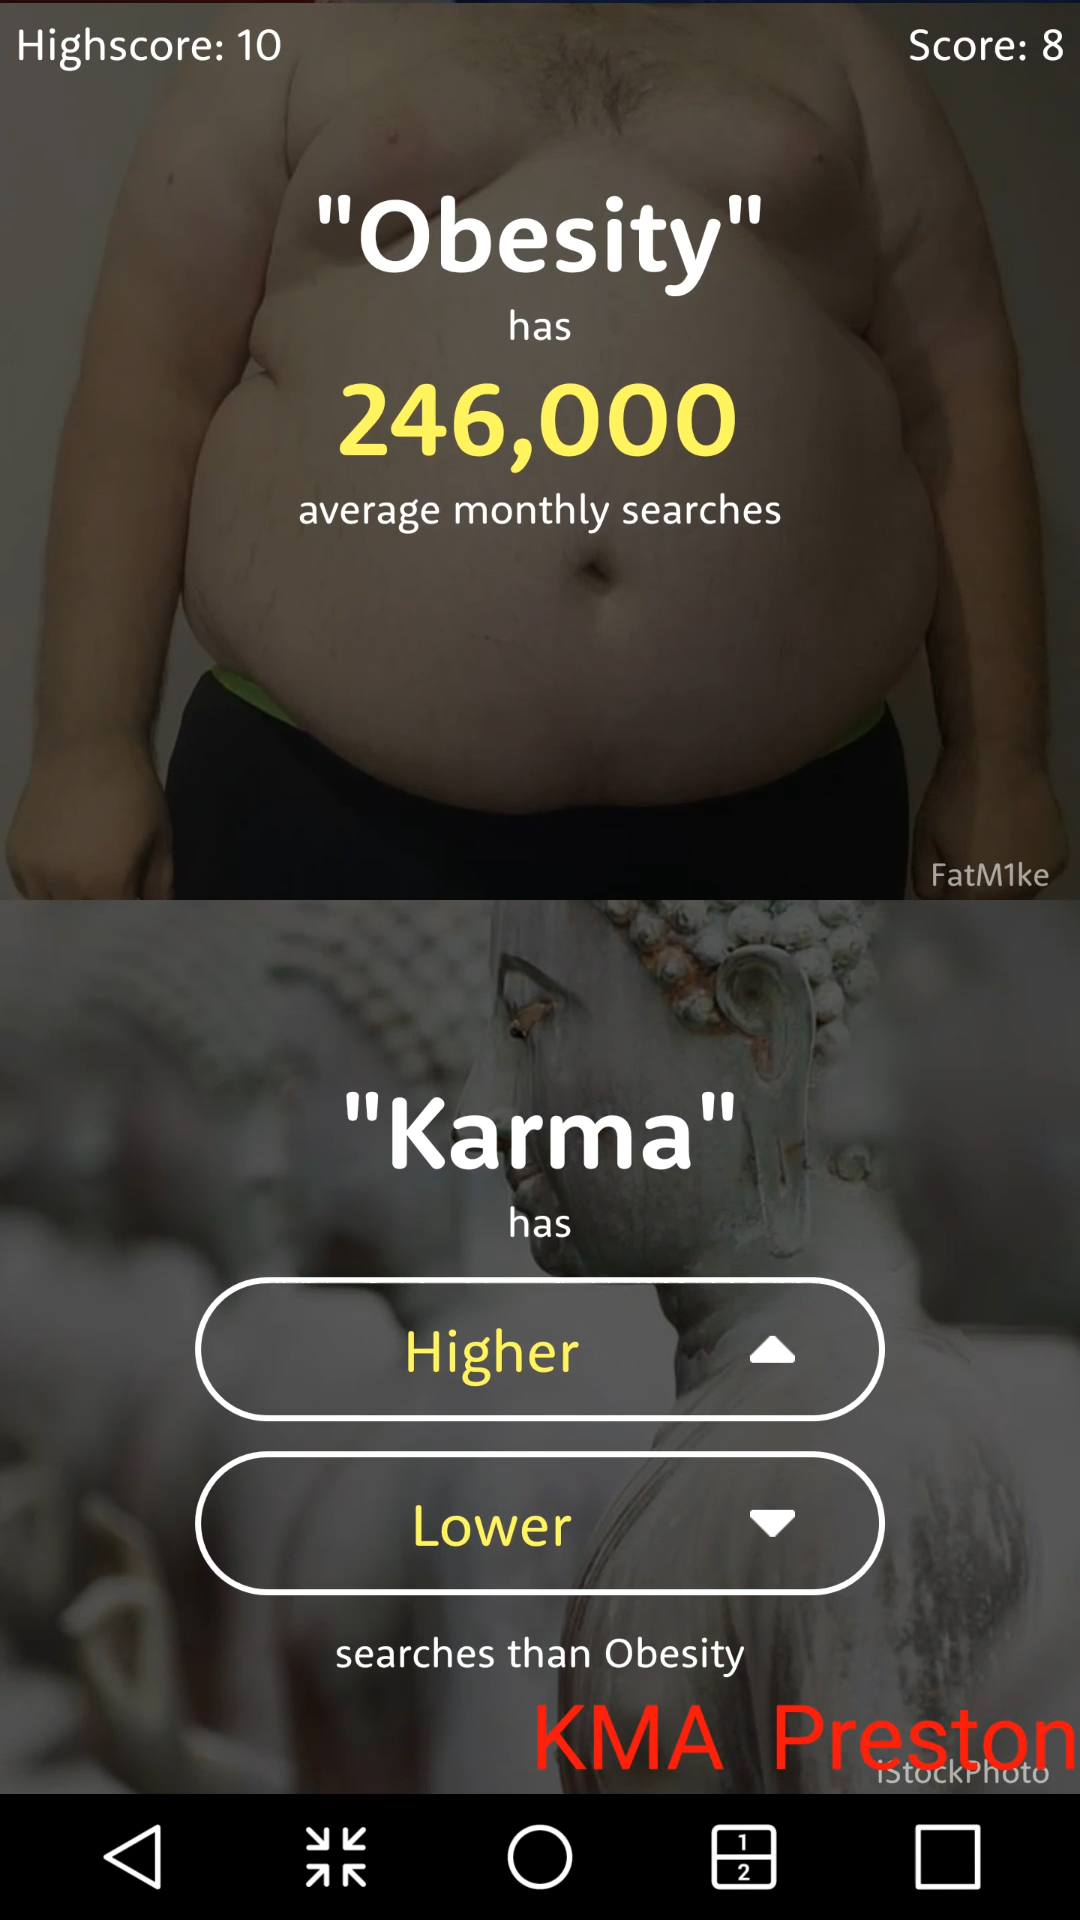 Highscore: 10 Score: 8
"Obesity"
has
246,000
average monthly searches
FatM1ke
"Karma"
has
Higher
Lower
searches than Obesity
KMA Preston
iStockPhoto
1
2